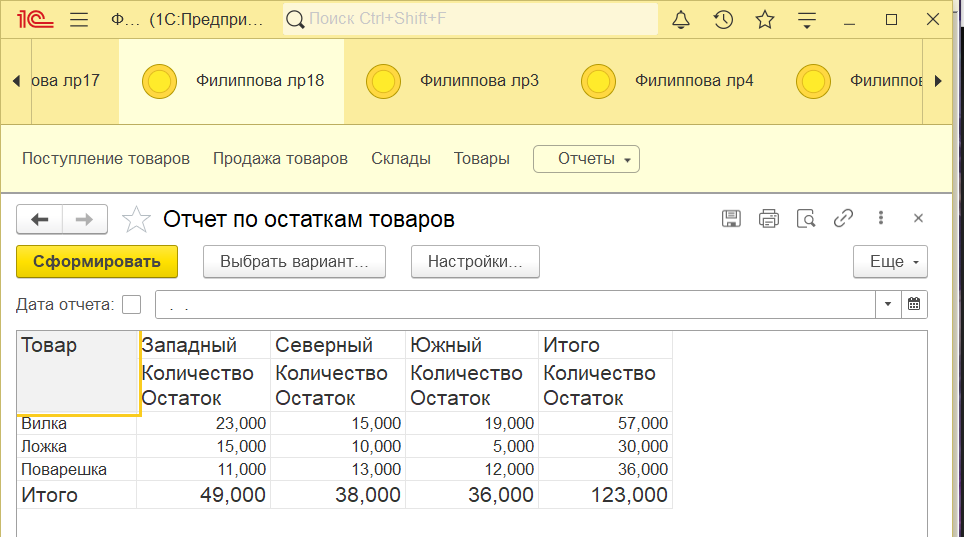 1С Ф... (1С:Предпри... Поиск Ctrl+Shift+F
ова лр17 Филиппова лр18 Филиппова лр3 Филиппова лр4 Филиппов
Поступление товаров Продажа товаров Склады Товары Отчеты
Отчет по остаткам товаров
Сформировать Выбрать вариант... Настройки... Еще
Дата отчета: . .
Товар Западный Северный Южный Итого
Количество Количество Количество Количество
Остаток Остаток Остаток Остаток
Вилка 23,000 15,000 19,000 57,000
Ложка 15,000 10,000 5,000 30,000
Поварешка 11,000 13,000 12,000 36,000
Итого 49,000 38,000 36,000 123,000